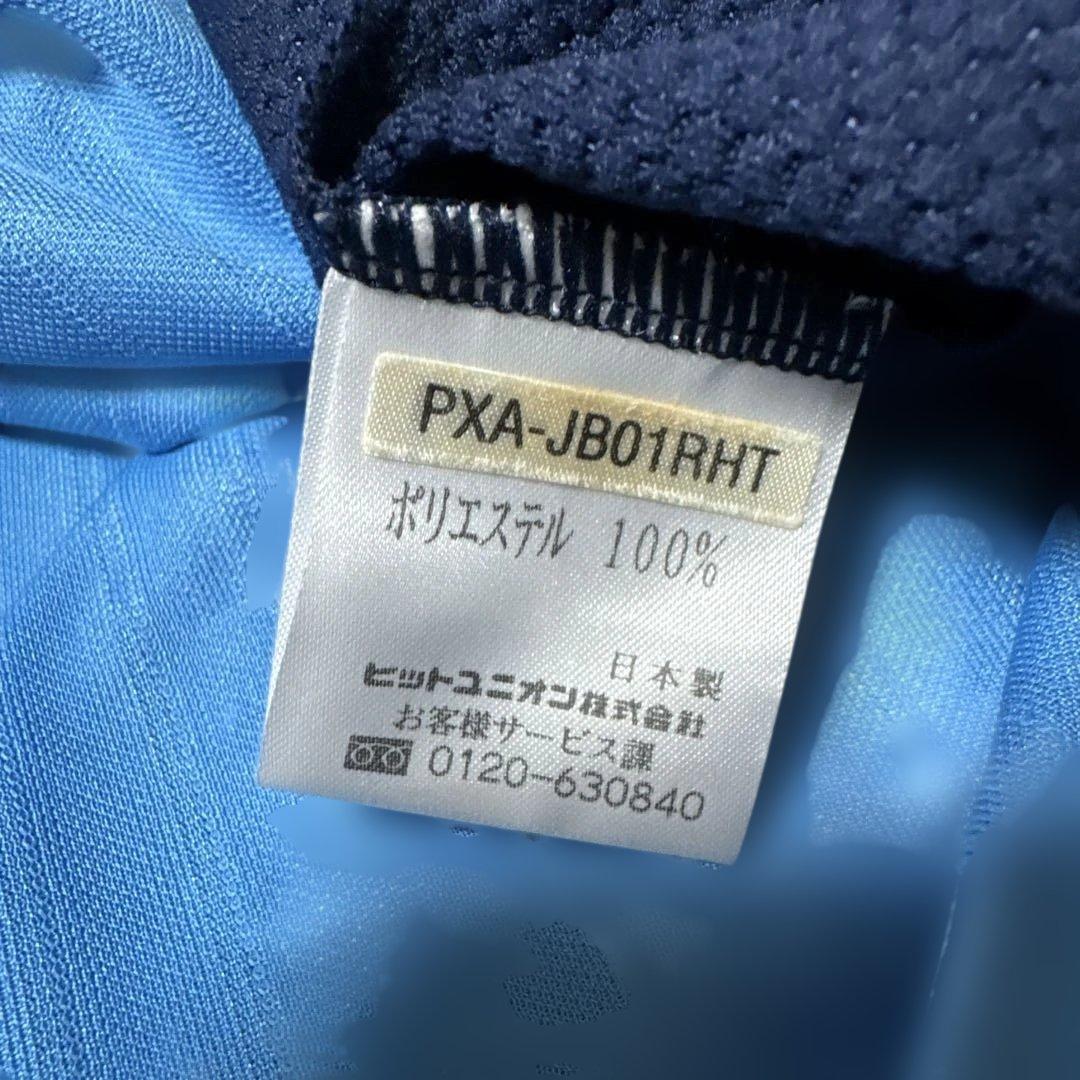 PXA-JB01RHT
ポリエステル 100%
日本製
ヒットユニオン株式会社
お客様サービス課
0120-630840